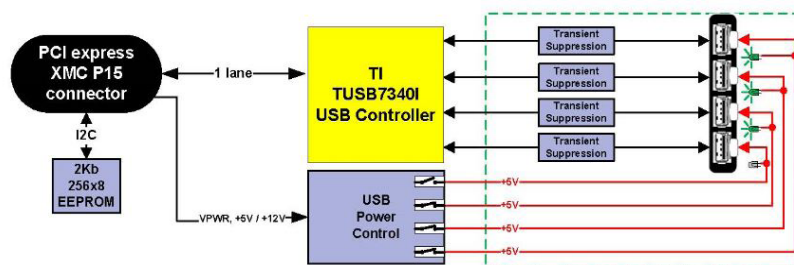 PCI express
XMC P15
connector
1 lane
I2C
2Kb
256x8
EEPROM
VPWR, +5V / +12V
TI
TUSB7340I
USB Controller
USB
Power
Control
Transient
Suppression
Transient
Suppression
Transient
Suppression
Transient
Suppression
+5V
+5V
+5V
+5V